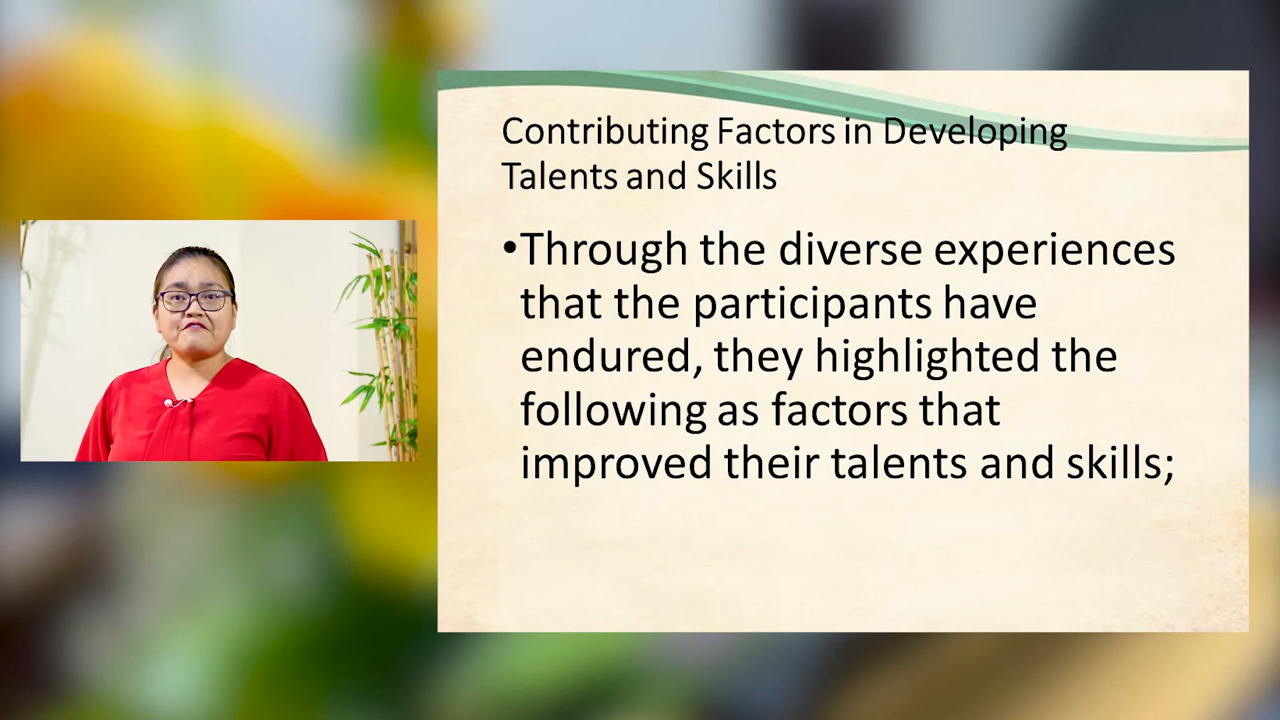 Contributing Factors in Developing
Talents and Skills
•Through the diverse experiences
that the participants have
endured, they highlighted the
following as factors that
improved their talents and skills;